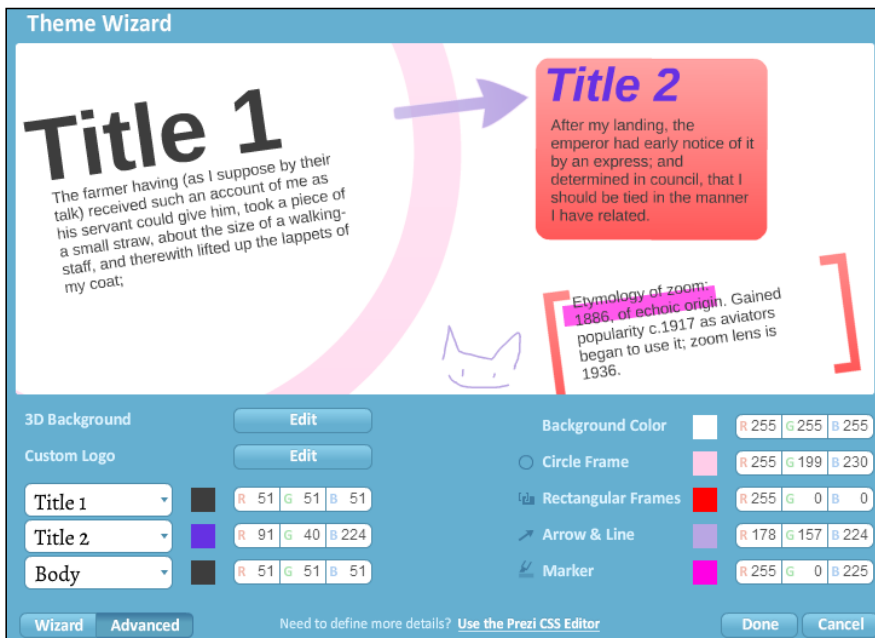 Theme Wizard
Title 1
The farmer having (as I suppose by their
talk) received such an account of me as
his servant could give him, took a piece of
a small straw, about the size of a walking-
staff, and therewith lifted up the lappets of
my coat;
Title 2
After my landing, the
emperor had early notice of it
by an express; and
determined in council, that I
should be tied in the manner
I have related.
Etymology of zoom:
1886, of echoic origin. Gained
popularity c.1917 as aviators
began to use it; zoom lens is
1936.
3D Background Edit
Custom Logo Edit
Title 1 R 51 G 51 B 51
Title 2 R 91 G 40 B 224
Body R 51 G 51 B 51
Background Color R 255 G 255 B 255
Circle Frame R 255 G 199 B 230
Rectangular Frames R 255 G 0 B 0
Arrow & Line R 178 G 157 B 224
Marker R 255 G 0 B 225
Wizard Advanced Need to define more details? Use the Prezi CSS Editor Done Cancel